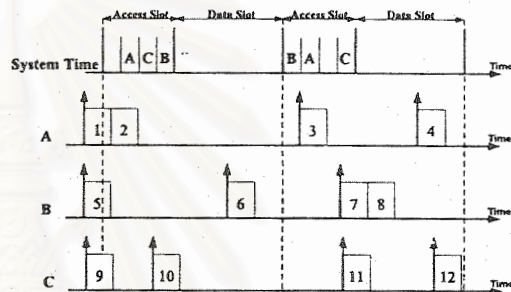 Access Slot Data Slot Access Slot Data Slot
System Time A C B B A C Time
A 1 2 3 4 Time
B 5 6 7 8 Time
C 9 10 11 12 Time